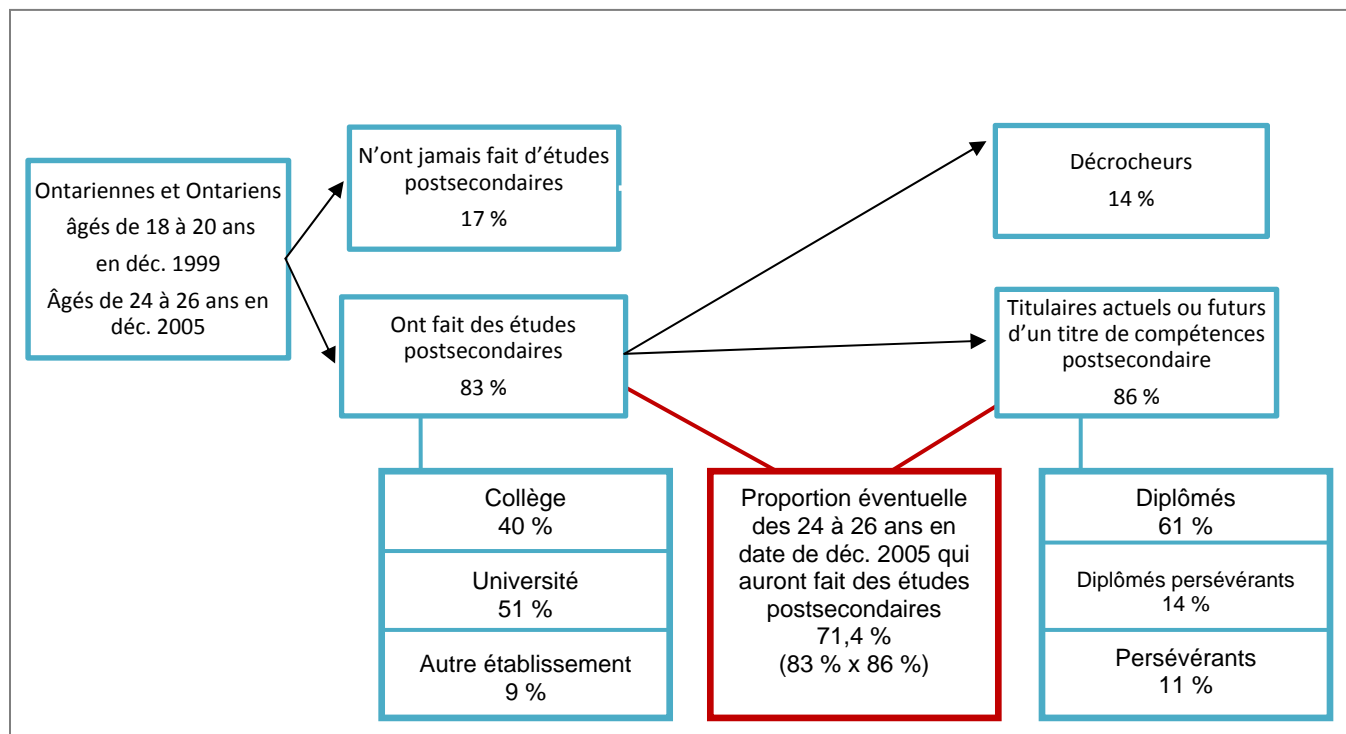 Ontariennes et Ontariens
âgés de 18 à 20 ans
en déc. 1999
Âgés de 24 à 26 ans en
déc. 2005
N'ont jamais fait d'études
postsecondaires
17 %
Ont fait des études
postsecondaires
83 %
Décrocheurs
14 %
Titulaires actuels ou futurs
d'un titre de compétences
postsecondaire
86 %
Collège
40 %
Université
51 %
Autre établissement
9 %
Proportion éventuelle
des 24 à 26 ans en
date de déc. 2005 qui
auront fait des études
postsecondaires
71,4 %
(83 % x 86 %)
Diplômés
61 %
Diplômés persévérants
14 %
Persévérants
11 %